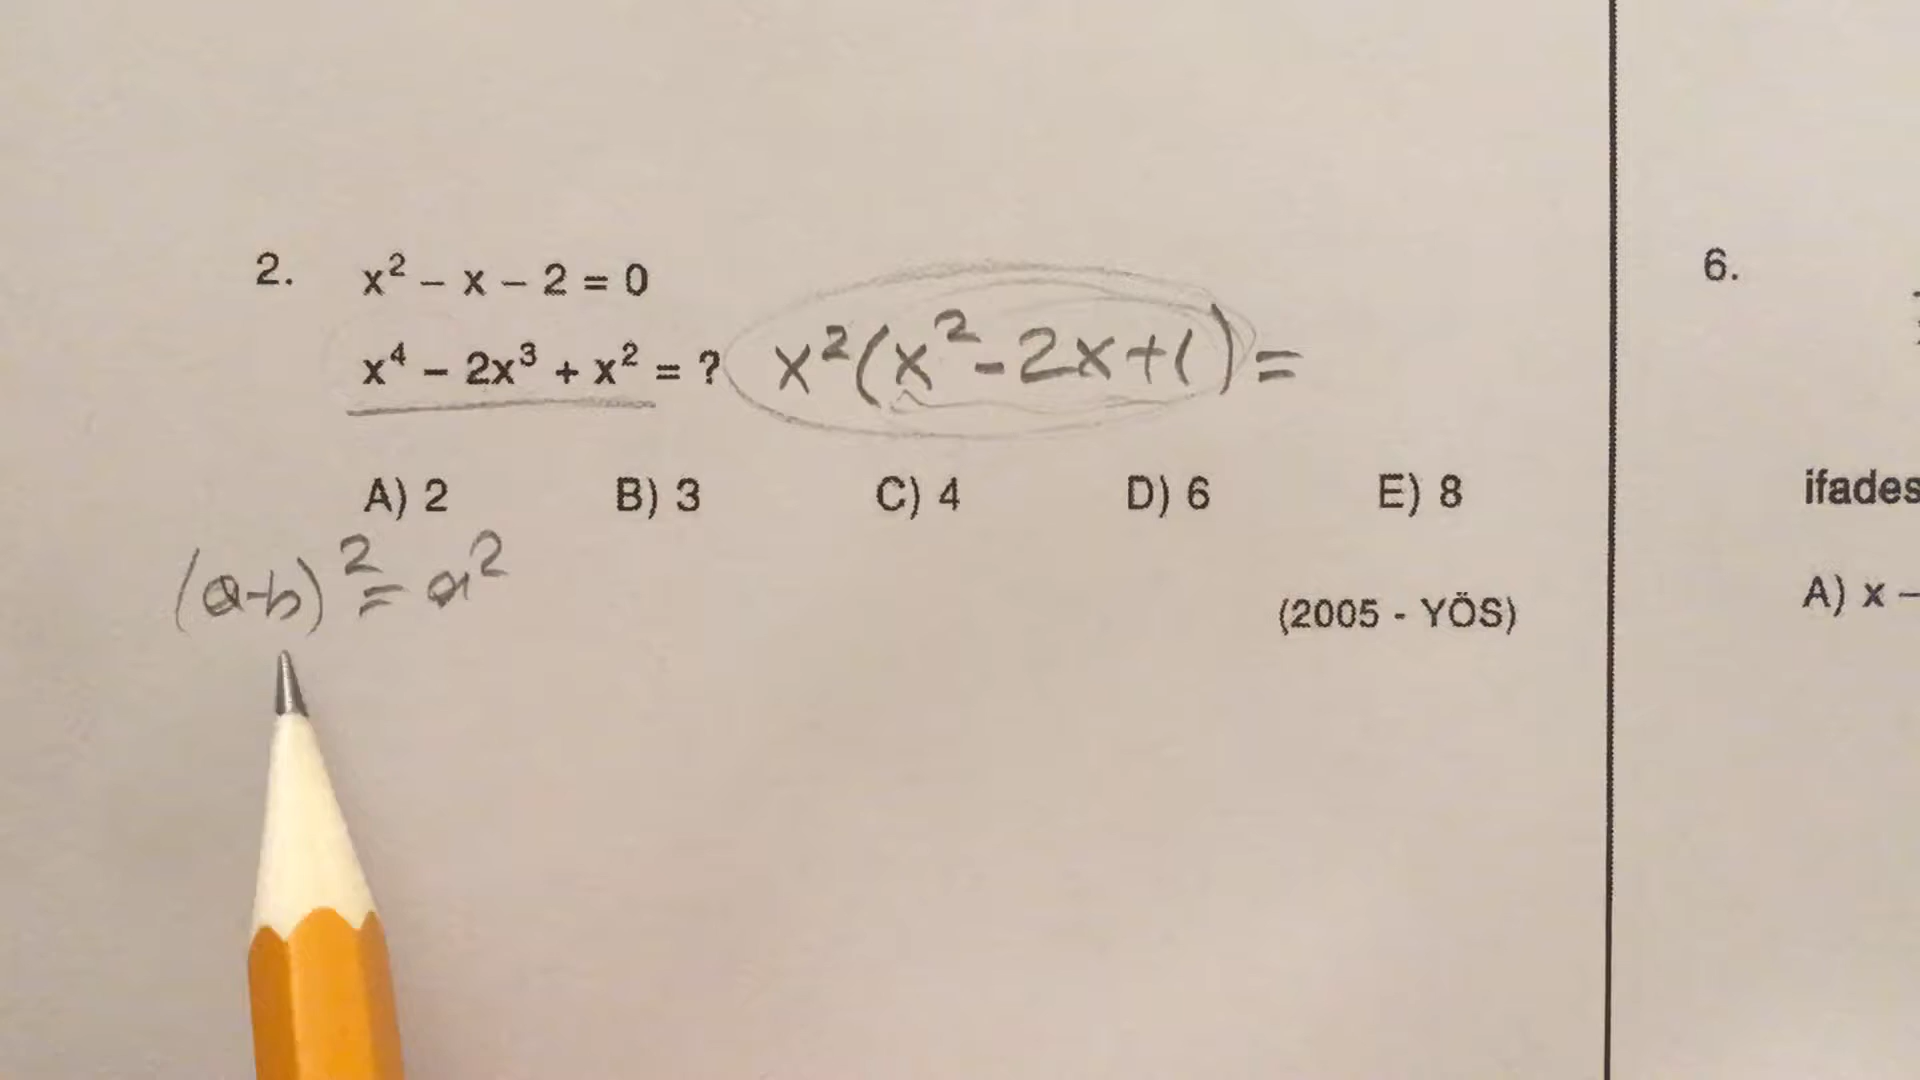 2. x² – x – 2 = 0
x⁴ – 2x³ + x² = ? x²(x²-2x+1)=
A) 2 B) 3 C) 4 D) 6 E) 8
(a-b)²=a²
(2005 - YÖS)
6.
ifades
A) x –